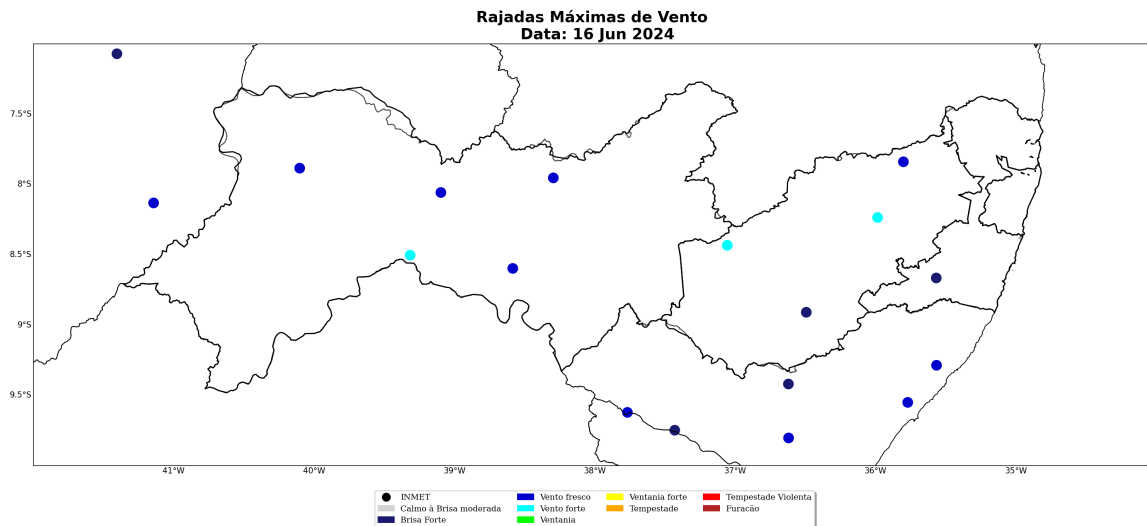 Rajadas Máximas de Vento
Data: 16 Jun 2024
7.5°S
8°S
8.5°S
9°S
9.5°S
41°W
40°W
39°W
38°W
37°W
36°W
35°W
INMET
Calmo à Brisa moderada
Brisa Forte
Vento fresco
Vento forte
Ventania
Ventania forte
Tempestade
Tempestade Violenta
Furacão